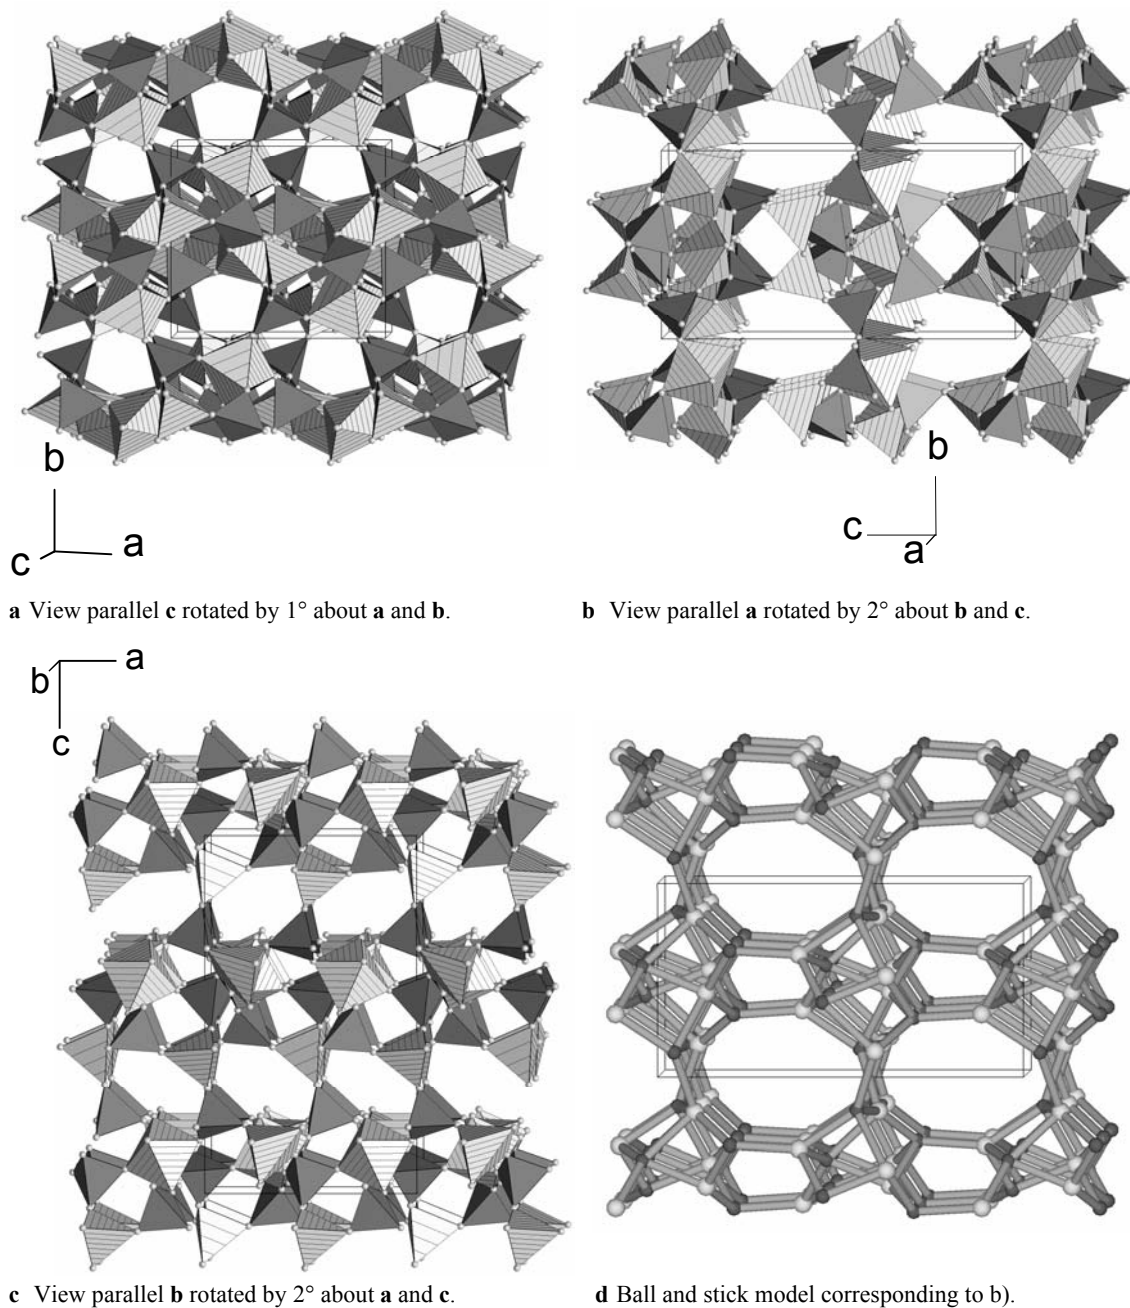 b
a
c
b
c
a
a View parallel c rotated by 1° about a and b.
b View parallel a rotated by 2° about b and c.
a
b
c
c View parallel b rotated by 2° about a and c.
d Ball and stick model corresponding to b).